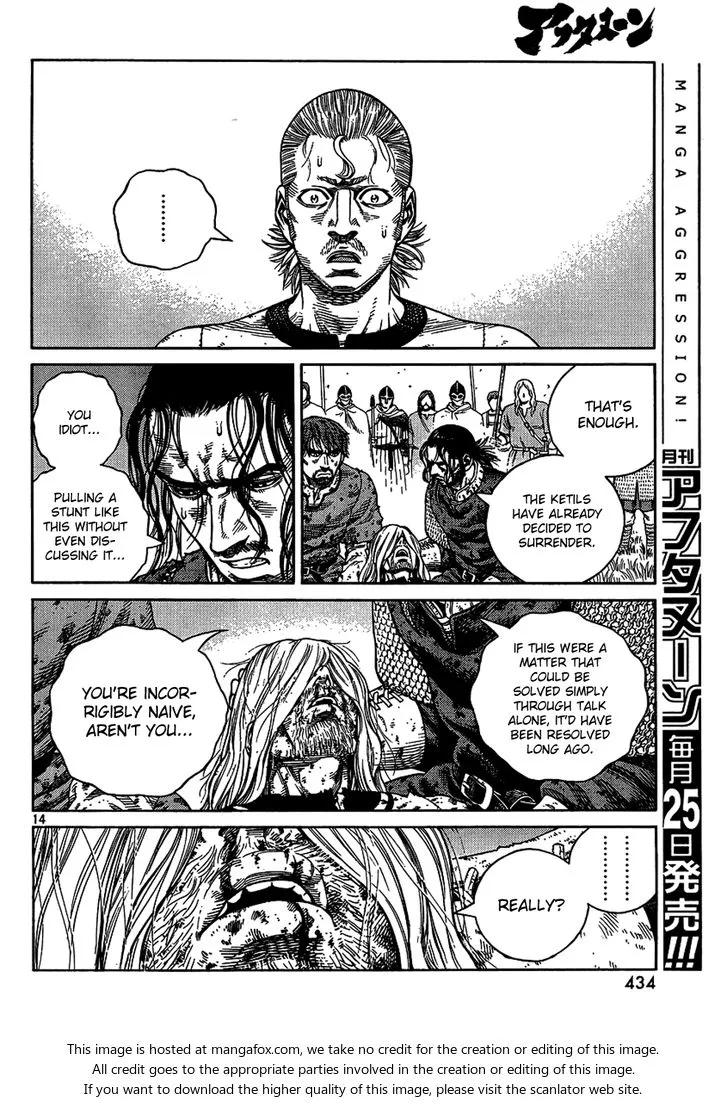 アフタヌーン
MANGA AGGRESSION!
月刊アフタヌーン毎月25日発売!!!
………
THAT'S
ENOUGH.
THE KETILS
HAVE ALREADY
DECIDED TO
SURRENDER.
YOU
IDIOT...
PULLING A
STUNT LIKE
THIS WITHOUT
EVEN DIS-
CUSSING IT...
IF THIS WERE A
MATTER THAT
COULD BE
SOLVED SIMPLY
THROUGH TALK
ALONE, IT'D HAVE
BEEN RESOLVED
LONG AGO.
YOU'RE INCOR-
RIGIBLY NAIVE,
AREN'T YOU...
14
………
REALLY?
434
This image is hosted at mangafox.com, we take no credit for the creation or editing of this image.
All credit goes to the appropriate parties involved in the creation or editing of this image.
If you want to download the higher quality of this image, please visit the scanlator web site.